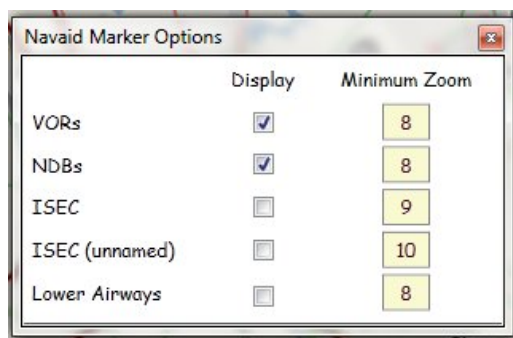 Navaid Marker Options
Display Minimum Zoom
VORs 8
NDBs 8
ISEC 9
ISEC (unnamed) 10
Lower Airways 8